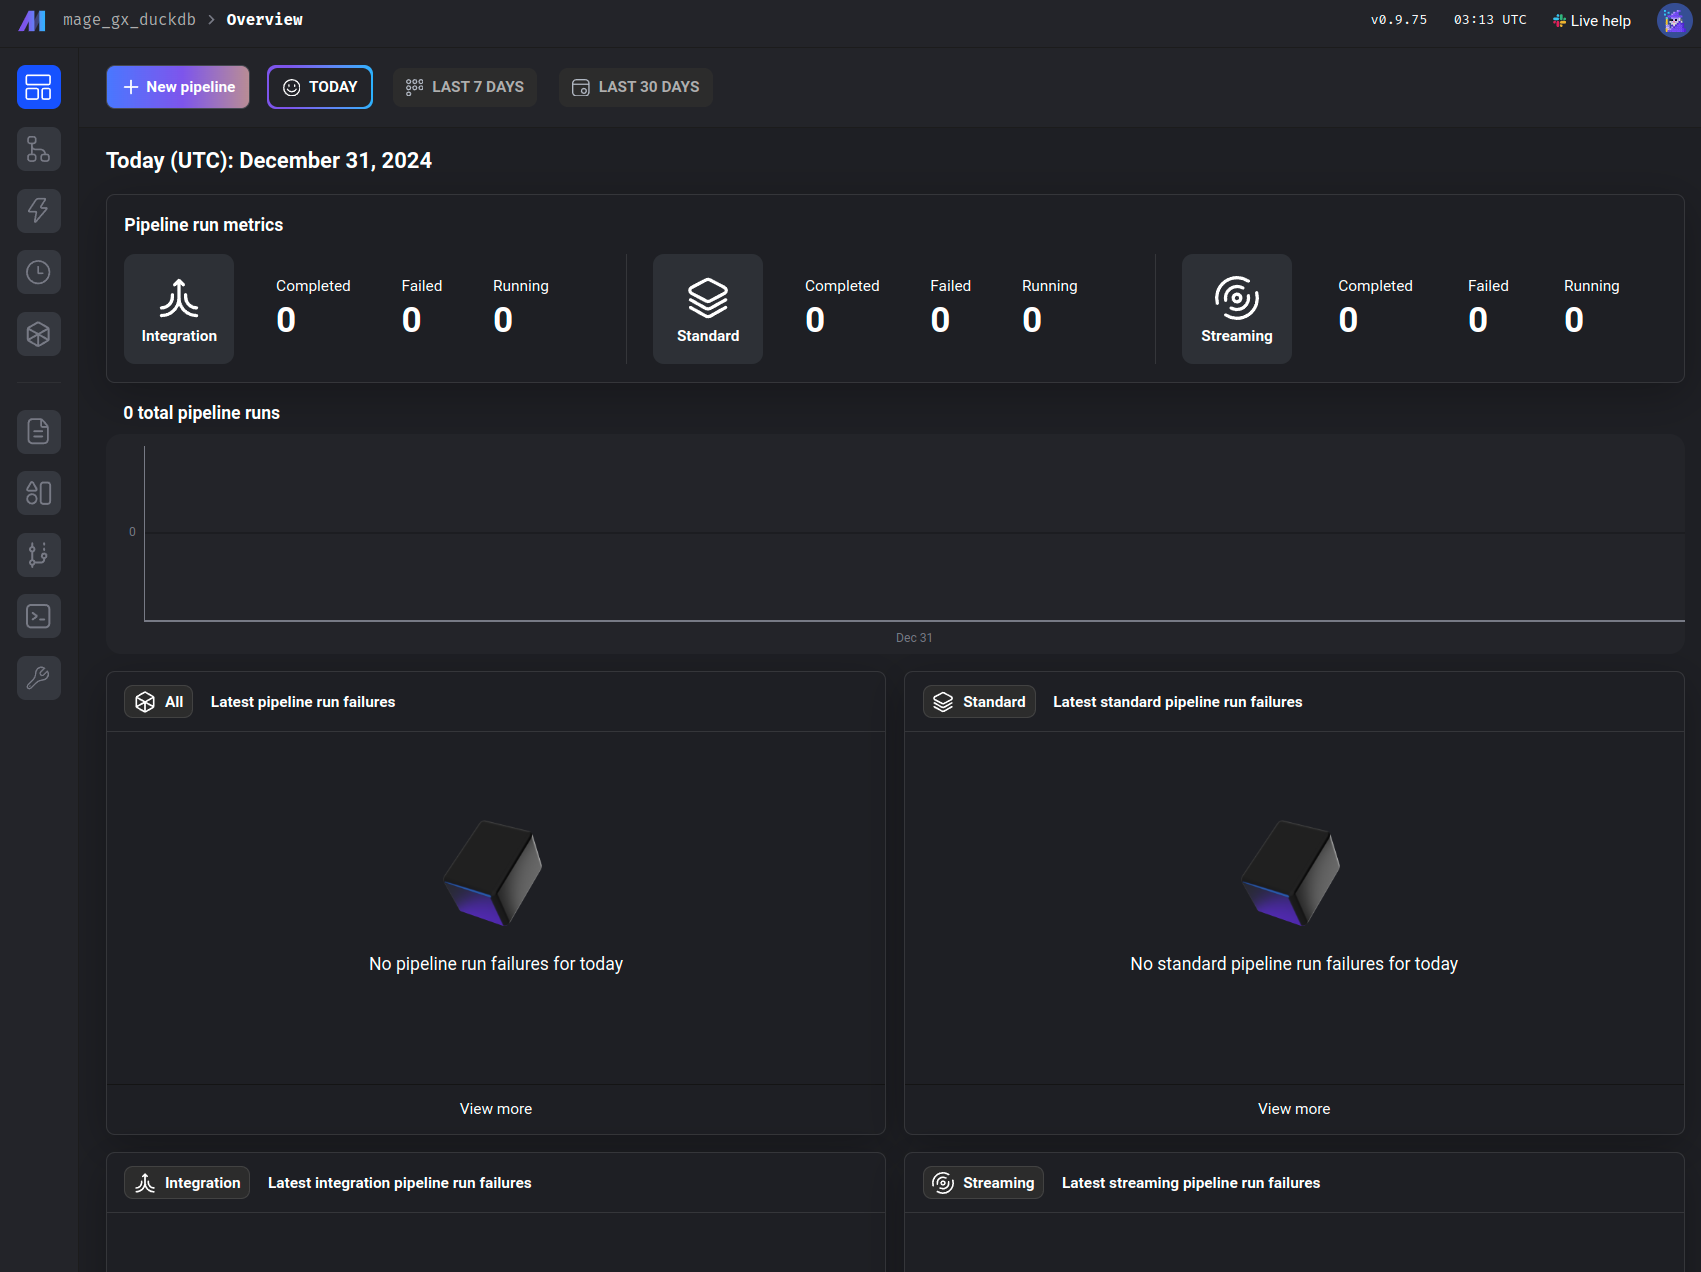 mage_gx_duckdb > Overview
v0.9.75 03:13 UTC Live help
New pipeline TODAY LAST 7 DAYS LAST 30 DAYS
Today (UTC): December 31, 2024
Pipeline run metrics
Integration
Completed Failed Running
0 0 0
Standard
Completed Failed Running
0 0 0
Streaming
Completed Failed Running
0 0 0
0 total pipeline runs
0
Dec 31
All Latest pipeline run failures
No pipeline run failures for today
View more
Standard Latest standard pipeline run failures
No standard pipeline run failures for today
View more
Integration Latest integration pipeline run failures
Streaming Latest streaming pipeline run failures